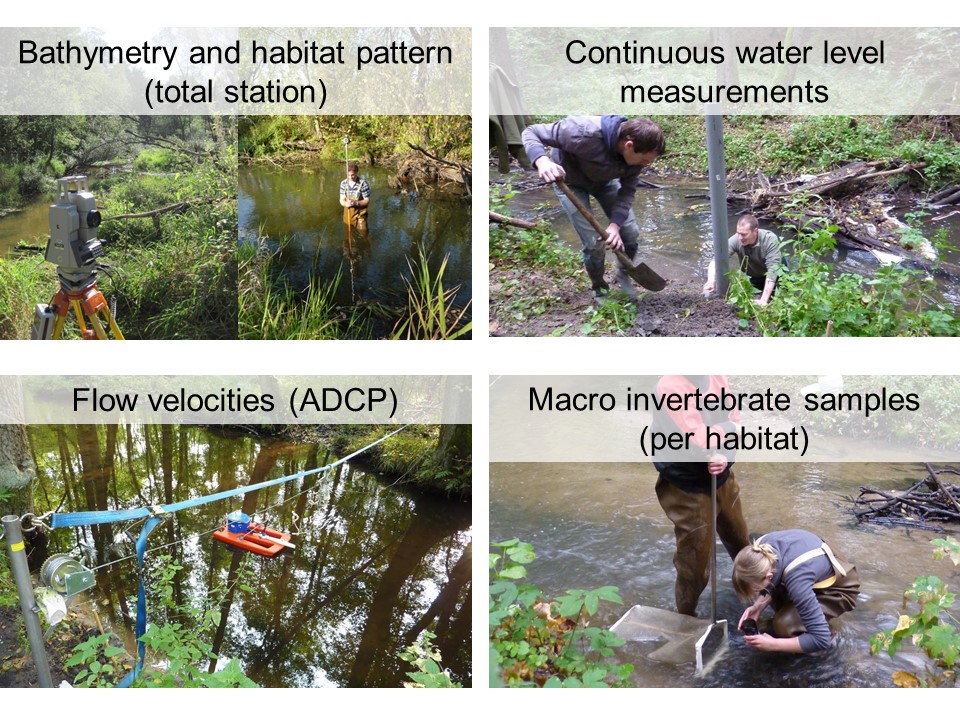 Bathymetry and habitat pattern
(total station)
Continuous water level
measurements
Flow velocities (ADCP)
Macro invertebrate samples
(per habitat)